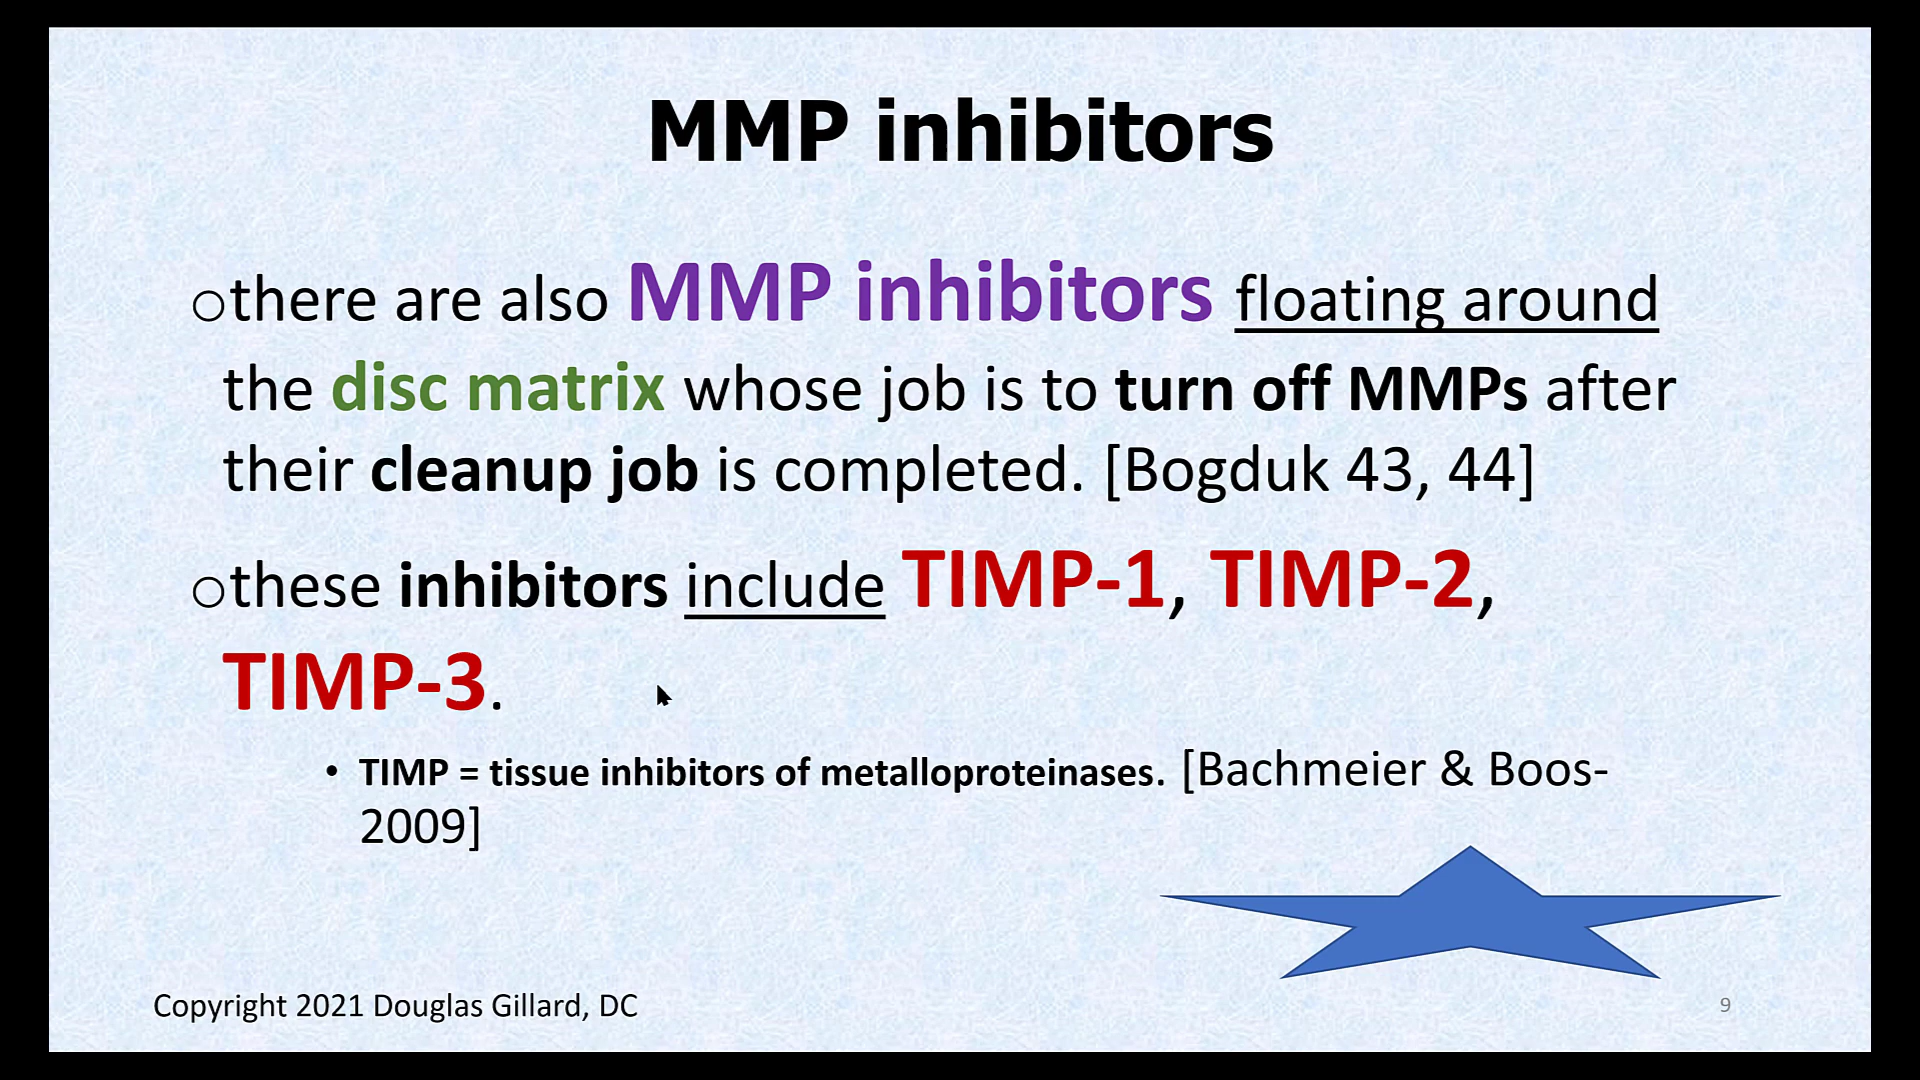 MMP inhibitors
○there are also MMP inhibitors floating around
the disc matrix whose job is to turn off MMPs after
their cleanup job is completed. [Bogduk 43, 44]
○these inhibitors include TIMP-1, TIMP-2,
TIMP-3.
• TIMP = tissue inhibitors of metalloproteinases. [Bachmeier & Boos-
2009]
Copyright 2021 Douglas Gillard, DC
9